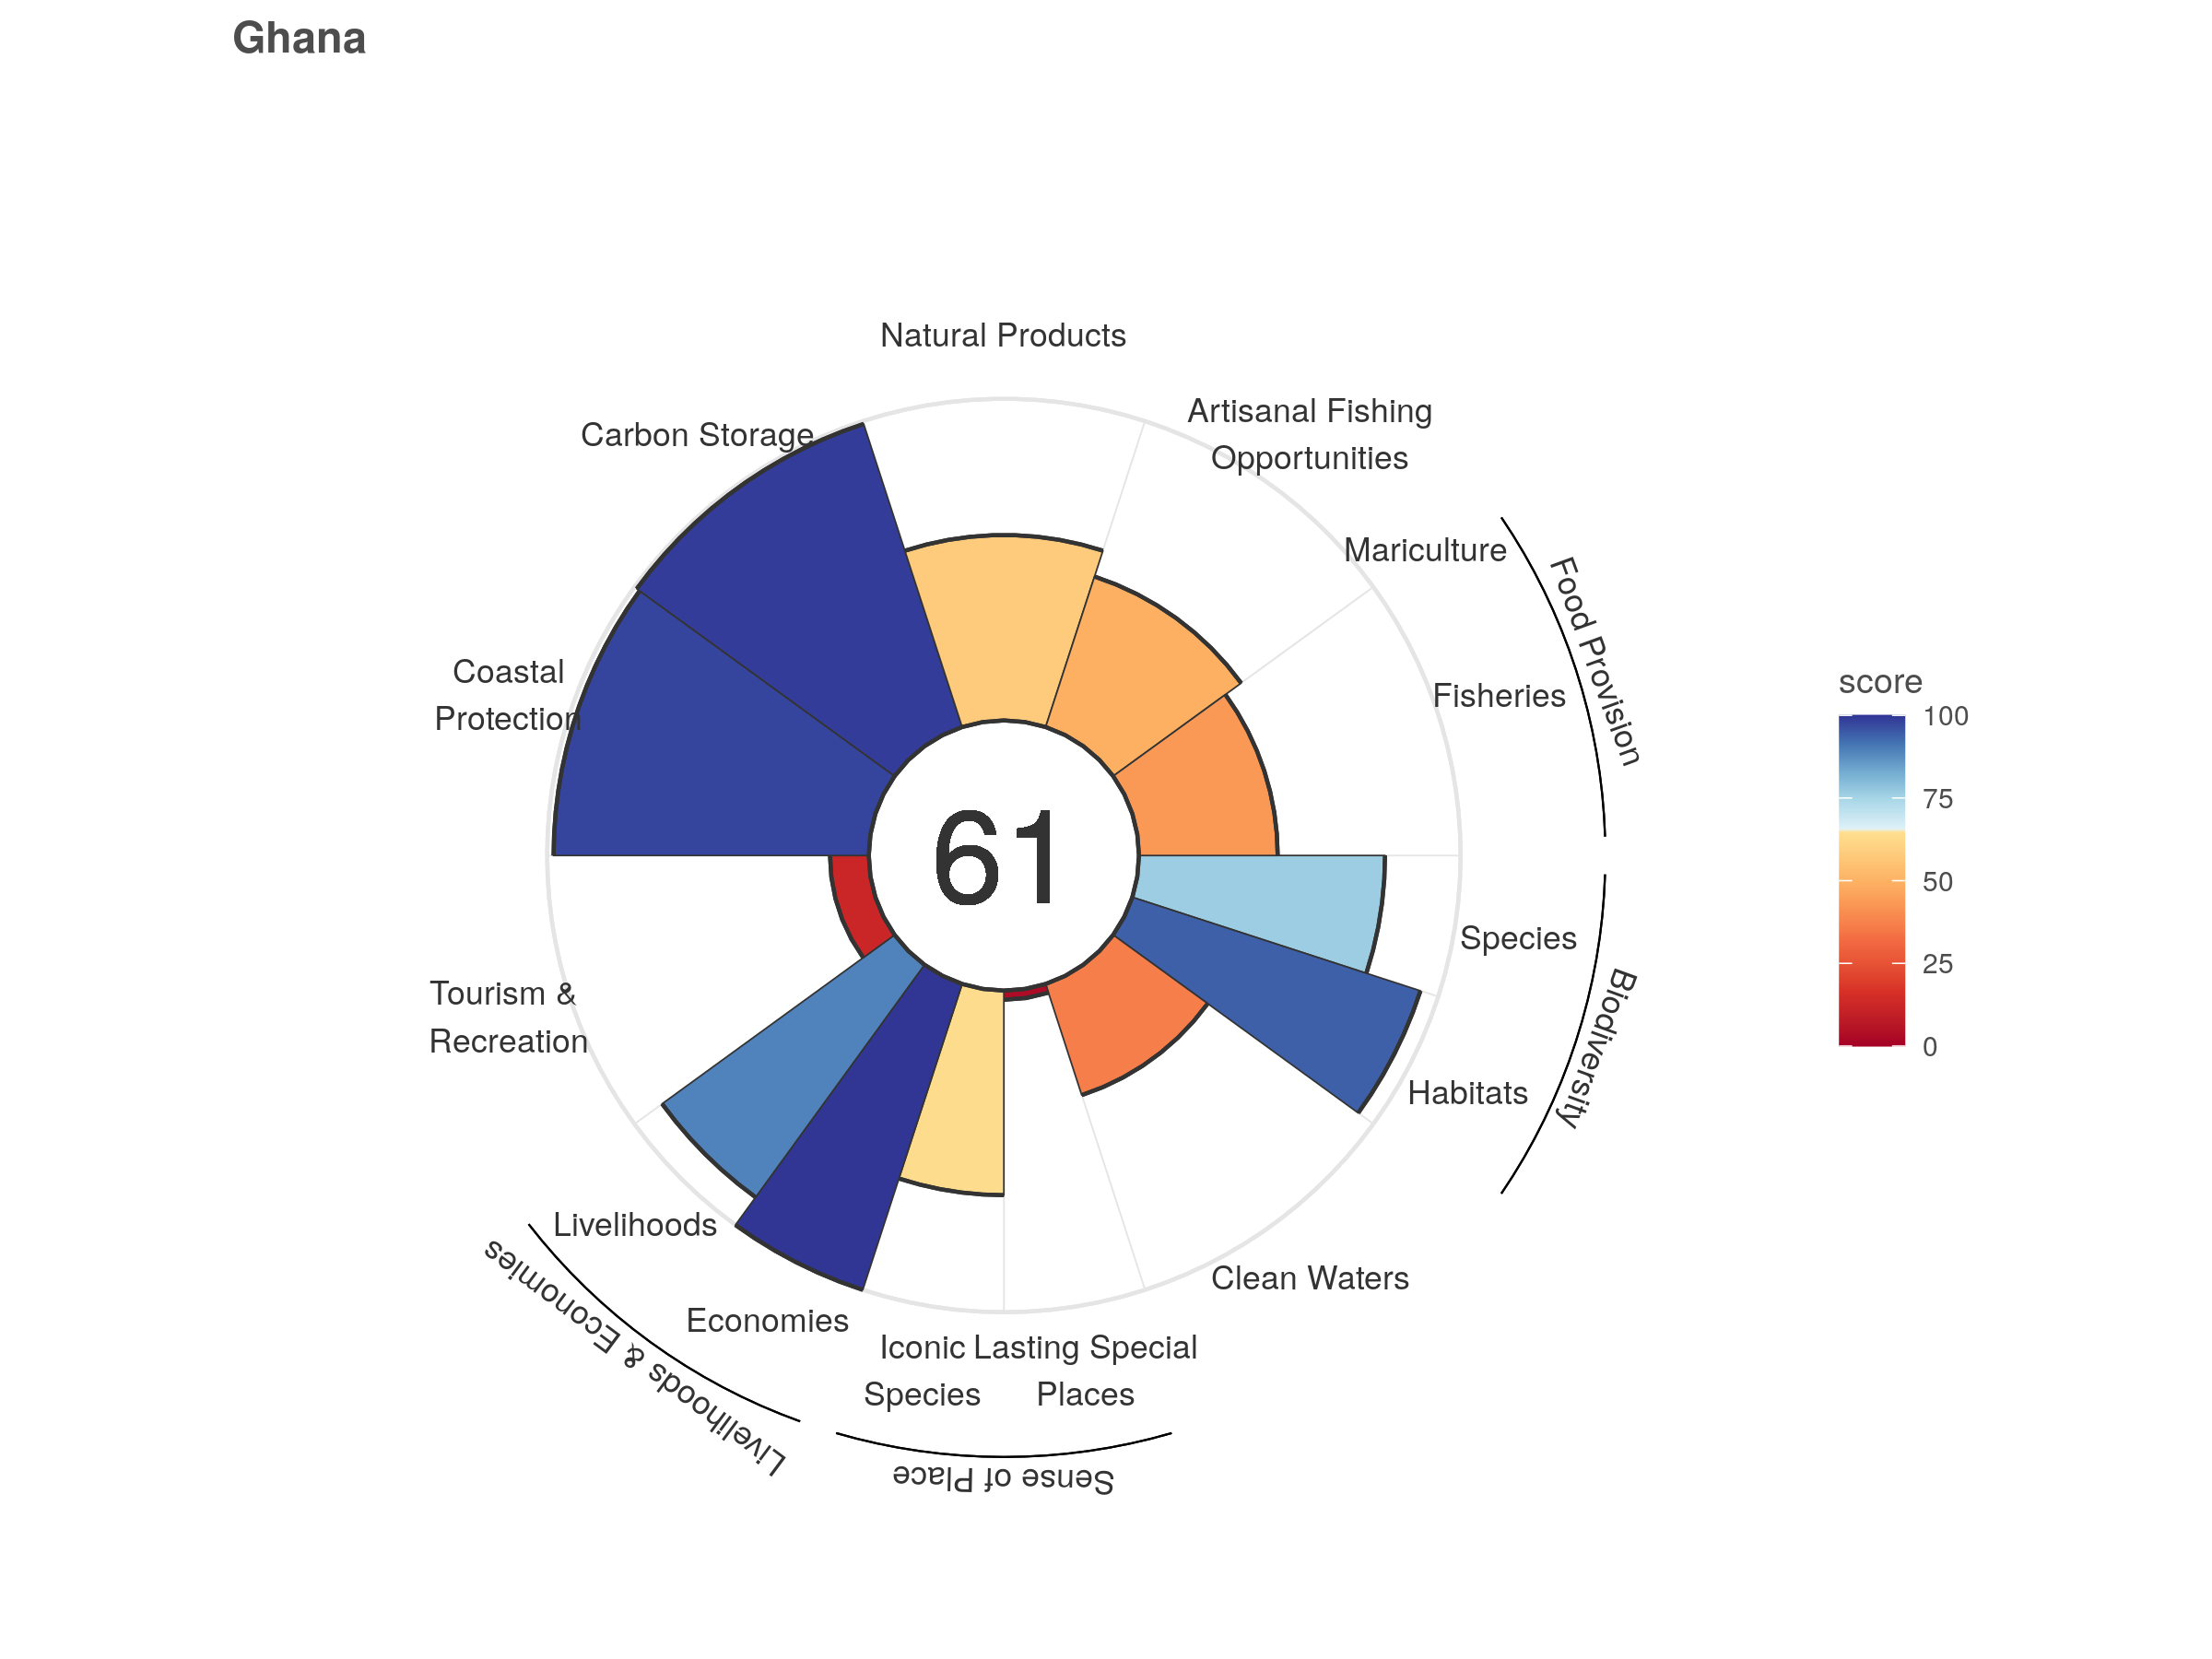 Ghana
Natural Products
Artisanal Fishing
Opportunities
Carbon Storage
Mariculture
Food Provision
Fisheries
Coastal
Protection
61
score
100
75
50
25
0
Species
Biodiversity
Habitats
Tourism &
Recreation
Livelihoods
Livelihoods & Economies
Economies
Clean Waters
Iconic
Species
Lasting Special
Places
Sense of Place